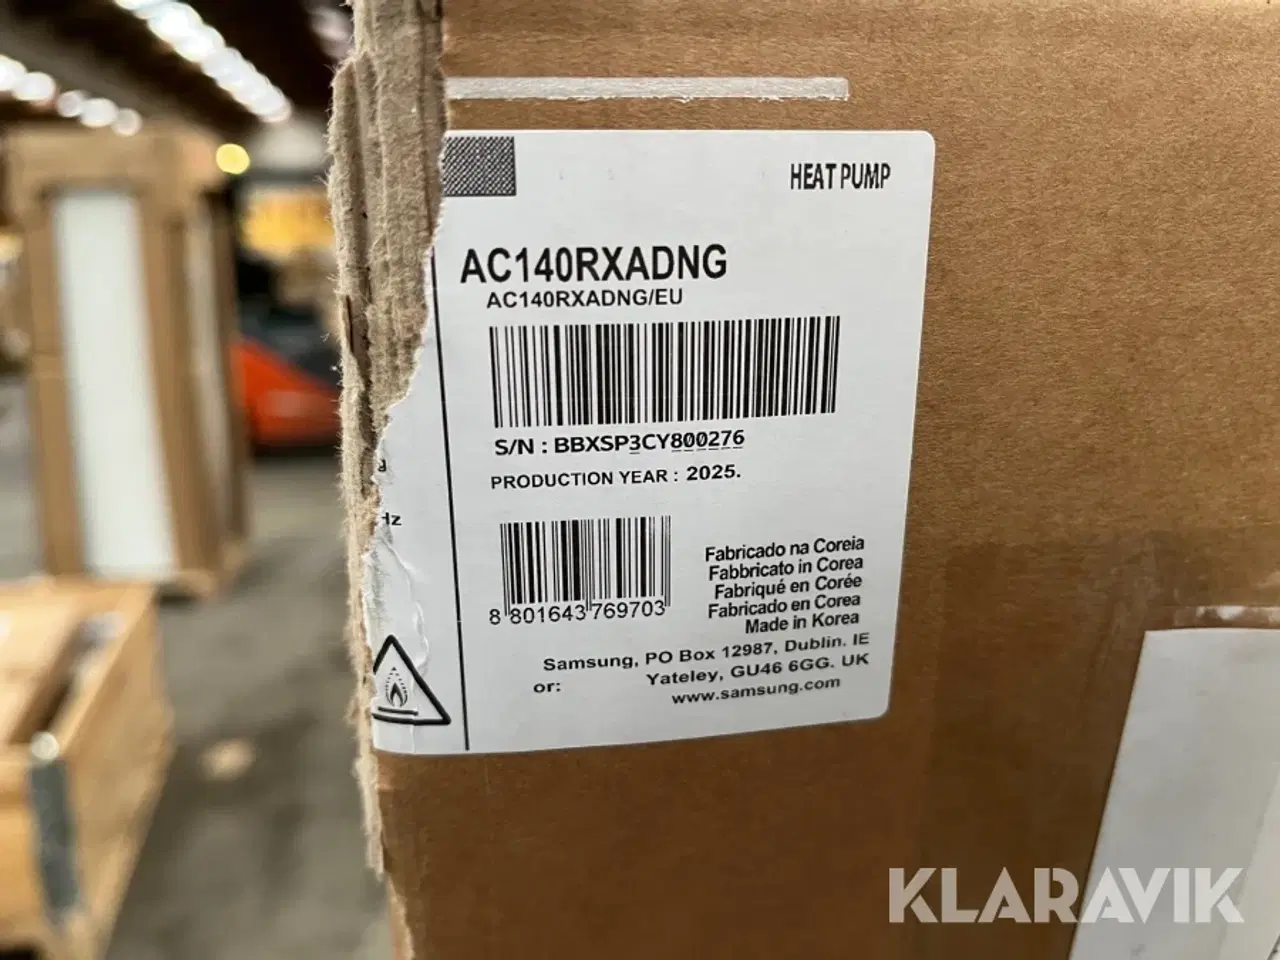 HEAT PUMP
AC140RXADNG
AC140RXADNG/EU
S/N : BBXSP3CY800276
PRODUCTION YEAR : 2025.
Hz
8 801643 769703
Fabricado na Coreia
Fabbricato in Corea
Fabriqué en Corée
Fabricado en Corea
Made in Korea
Samsung, PO Box 12987, Dublin. IE
or: Yateley, GU46 6GG. UK
www.samsung.com
KLARAVIK